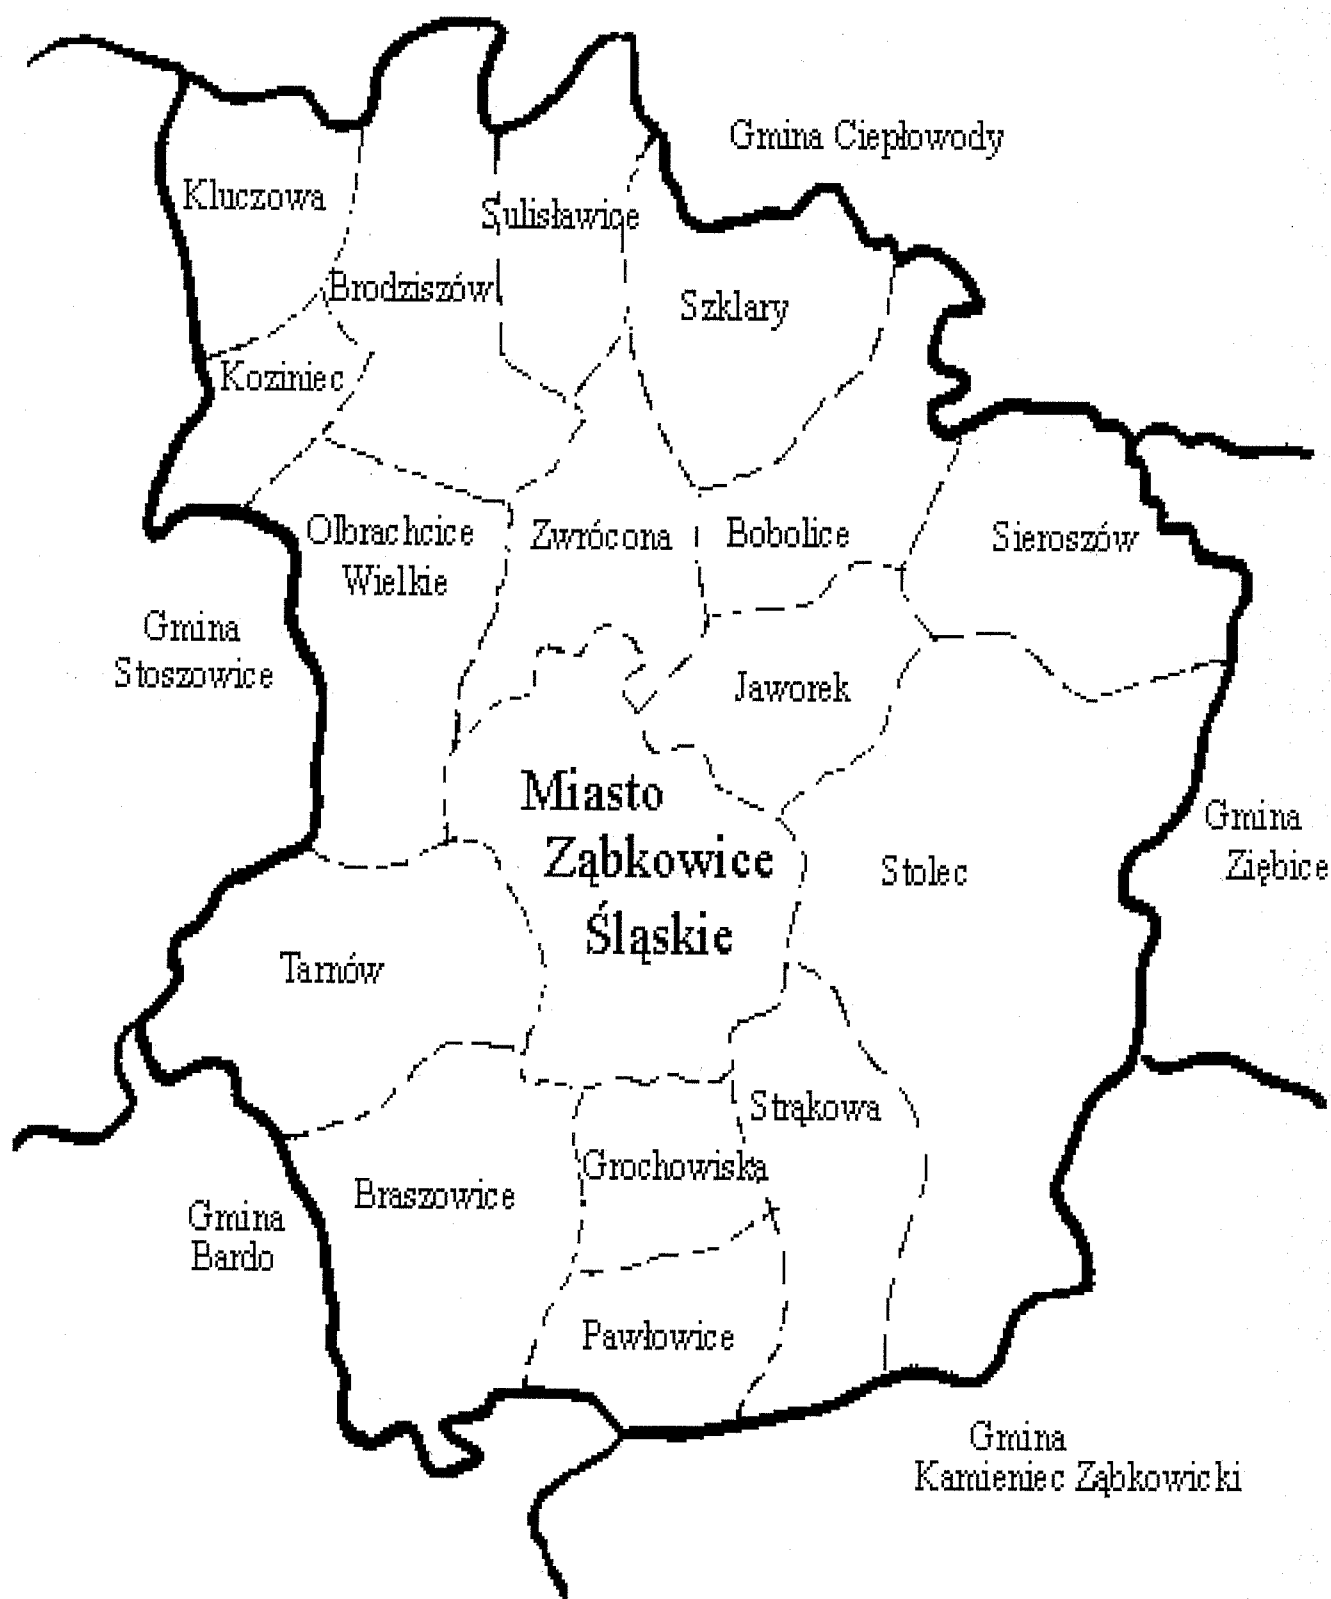 Gmina Ciepłowody
Kluczowa
Sulisławice
Brodziszów
Szklary
Koziniec
Olbrachcice
Wielkie
Zwrócona
Bobolice
Sieroszów
Gmina
Stoszowice
Jaworek
Miasto
Ząbkowice
Śląskie
Gmina
Ziębice
Stolec
Tarnów
Strąkowa
Grochowiska
Braszowice
Gmina
Bardo
Pawłowice
Gmina
Kamieniec Ząbkowicki